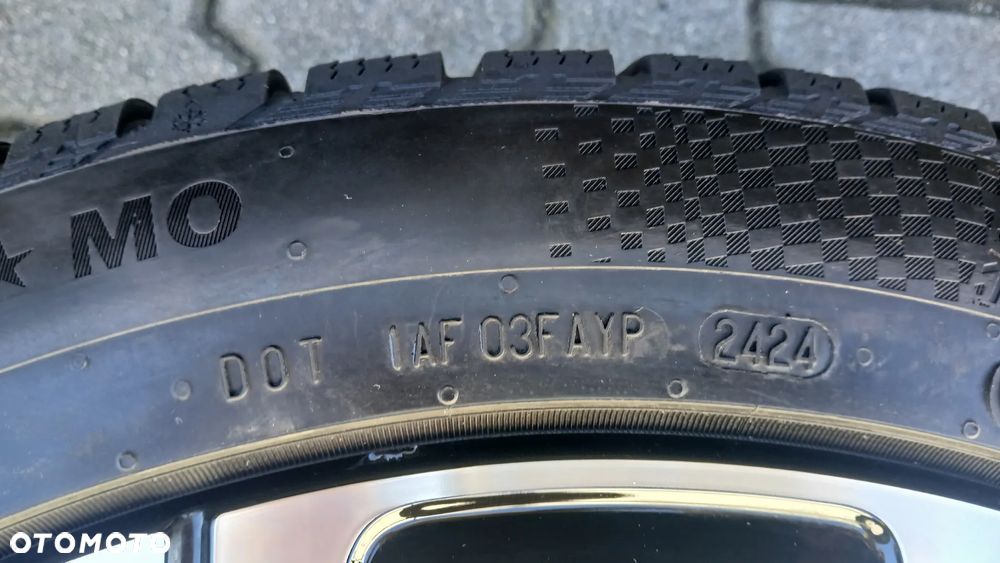 ★ MO
DOT 1AF 03FAYP 2424
OTOMOTO